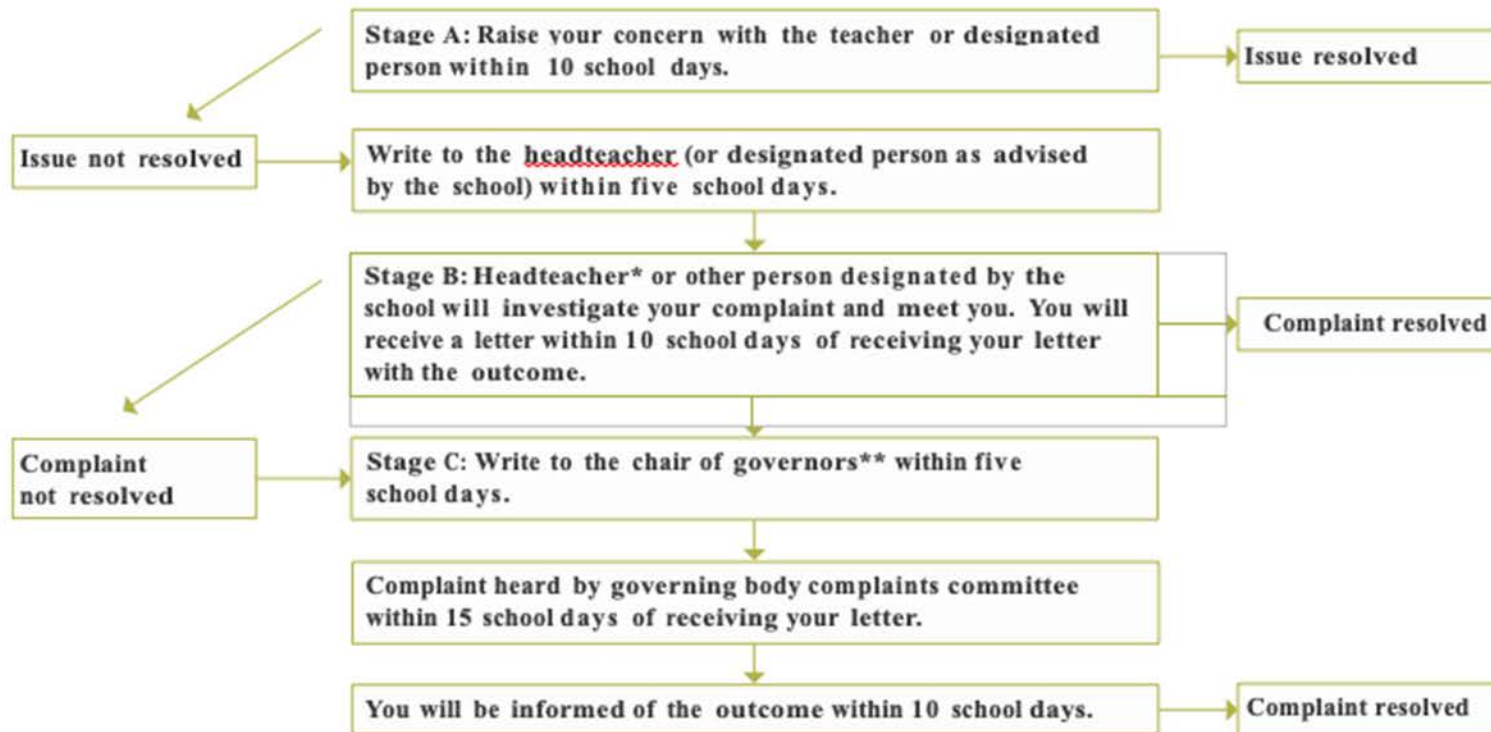 Stage A: Raise your concern with the teacher or designated
person within 10 school days.
Issue resolved
Issue not resolved
Write to the headteacher (or designated person as advised
by the school) within five school days.
Stage B: Headteacher* or other person designated by the
school will investigate your complaint and meet you. You will
receive a letter within 10 school days of receiving your letter
with the outcome.
Complaint resolved
Complaint
not resolved
Stage C: Write to the chair of governors** within five
school days.
Complaint heard by governing body complaints committee
within 15 school days of receiving your letter.
You will be informed of the outcome within 10 school days.
Complaint resolved